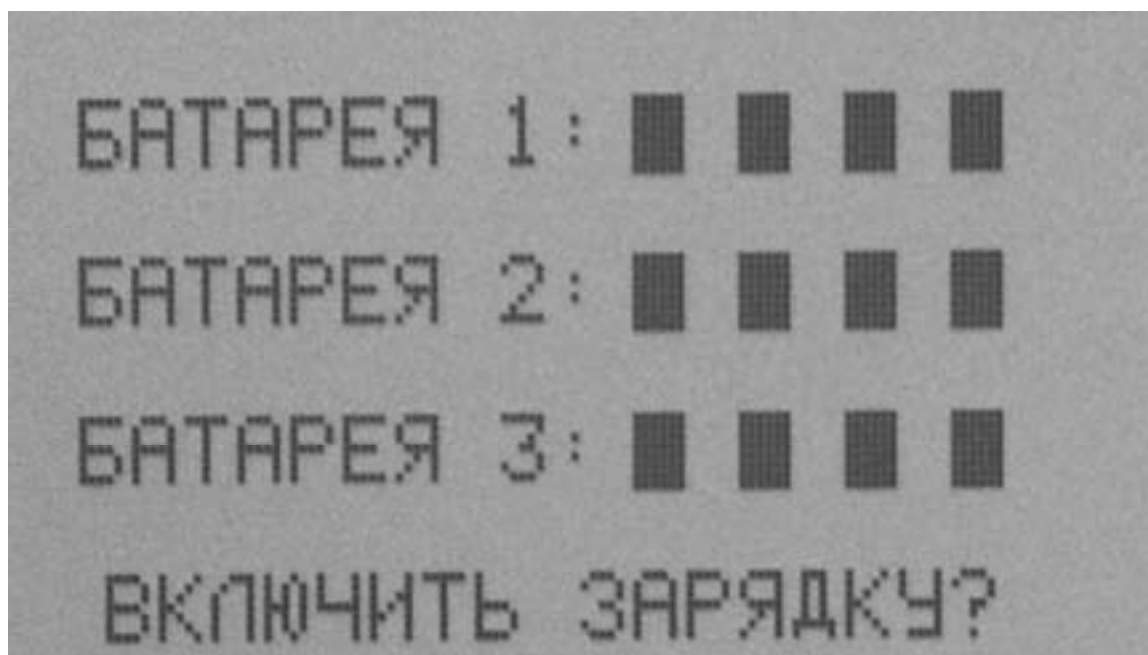 БАТАРЕЯ 1: ■ ■ ■ ■
БАТАРЕЯ 2: ■ ■ ■ ■
БАТАРЕЯ 3: ■ ■ ■ ■
ВКЛЮЧИТЬ ЗАРЯДКУ?